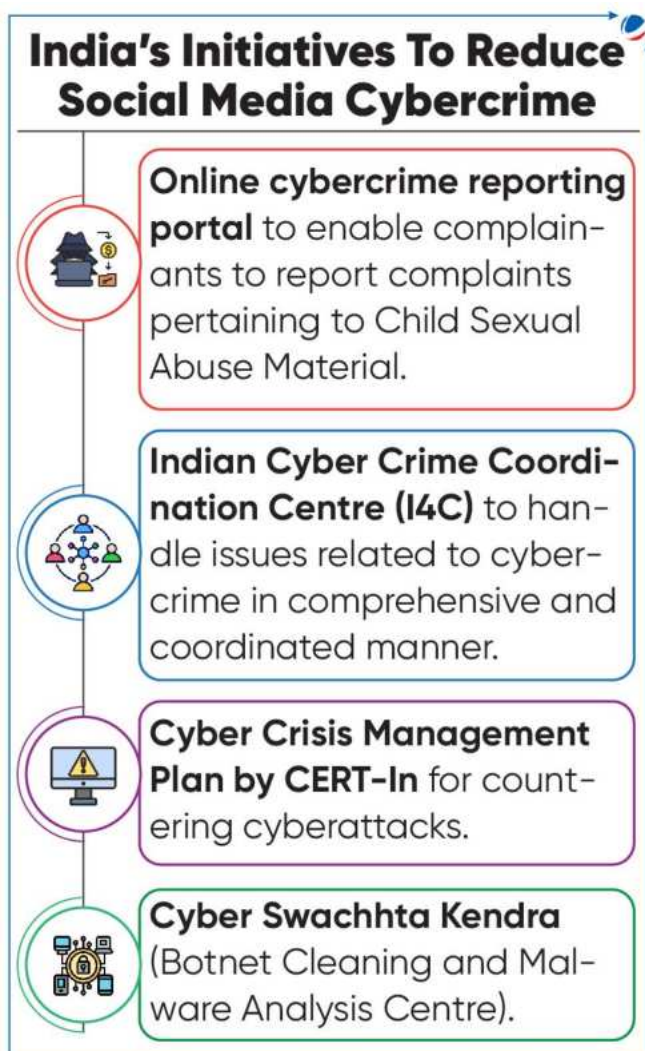 India's Initiatives To Reduce
Social Media Cybercrime
Online cybercrime reporting
portal to enable complain-
ants to report complaints
pertaining to Child Sexual
Abuse Material.
Indian Cyber Crime Coordi-
nation Centre (I4C) to han-
dle issues related to cyber-
crime in comprehensive and
coordinated manner.
Cyber Crisis Management
Plan by CERT-In for count-
ering cyberattacks.
Cyber Swachhta Kendra
(Botnet Cleaning and Mal-
ware Analysis Centre).